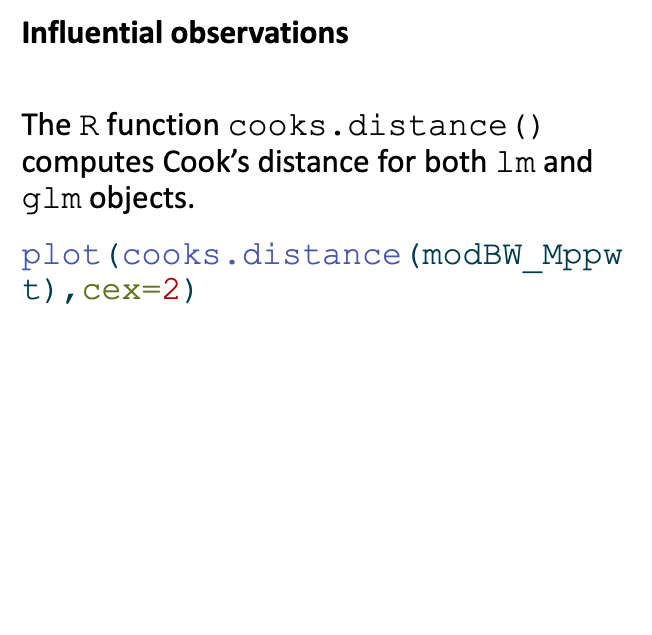 Influential observations
The R function cooks.distance()
computes Cook’s distance for both lm and
glm objects.
plot(cooks.distance(modBW_Mppw
t),cex=2)